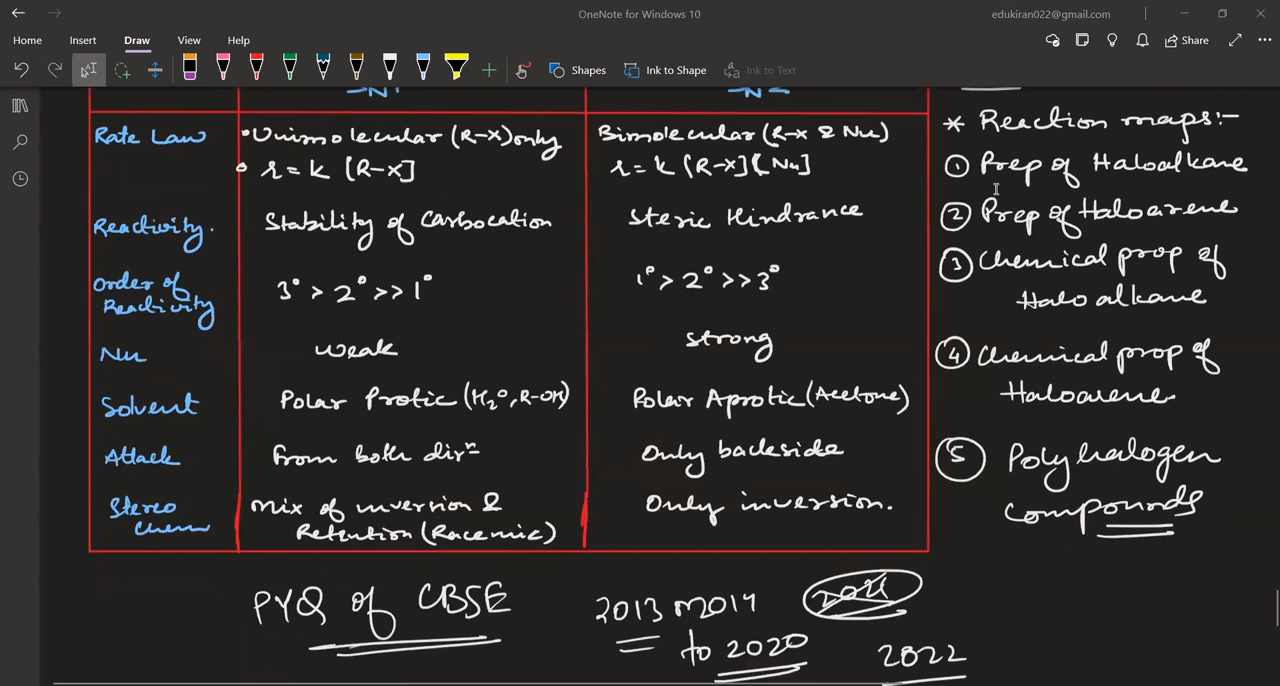 OneNote for Windows 10
edukiran022@gmail.com
Home Insert Draw View Help
Share
Shapes Ink to Shape Ink to Text
Rate Law
• Unimolecular (R-X) only
• r = k [R-X]
Bimolecular (R-X & Nu)
r = k [R-X] [Nu]
Reactivity.
Stability of Carbocation
Steric Hindrance
Order of
Reactivity
3° > 2° >> 1°
1° > 2° >> 3°
Nu
weak
strong
Solvent
Polar Protic (H₂O, R-OH)
Polar Aprotic (Acetone)
Attack
From both dirⁿ
Only backside
Stereo
Chem
Mix of inversion &
Retention (Racemic)
Only inversion.
* Reaction maps:-
① Prep of Haloalkane
② Prep of Haloarene
③ Chemical prop of
Haloalkane
④ Chemical prop of
Haloarene
⑤ Polyhalogen
compounds
PYQ of CBSE
2013
to 2020
2022